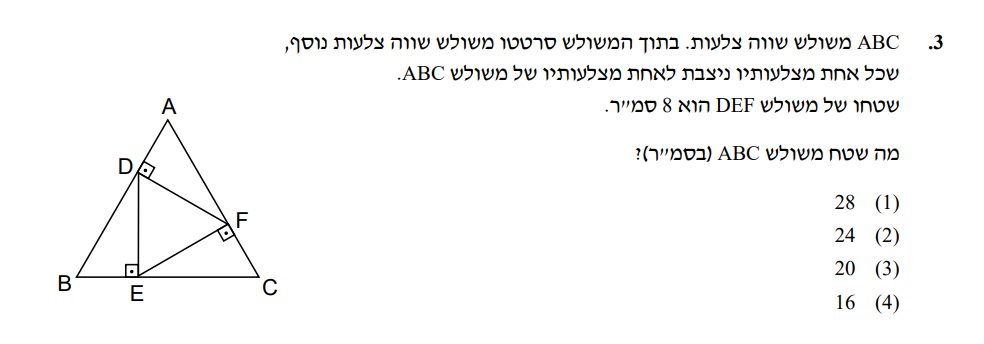 3. ABC משולש שווה צלעות. בתוך המשולש סרטטו משולש שווה צלעות נוסף,
שכל אחת מצלעותיו ניצבת לאחת מצלעותיו של משולש ABC.
שטחו של משולש DEF הוא 8 סמ״ר.
מה שטח משולש ABC (בסמ״ר)?
(1) 28
(2) 24
(3) 20
(4) 16
A
D
F
B
E
C